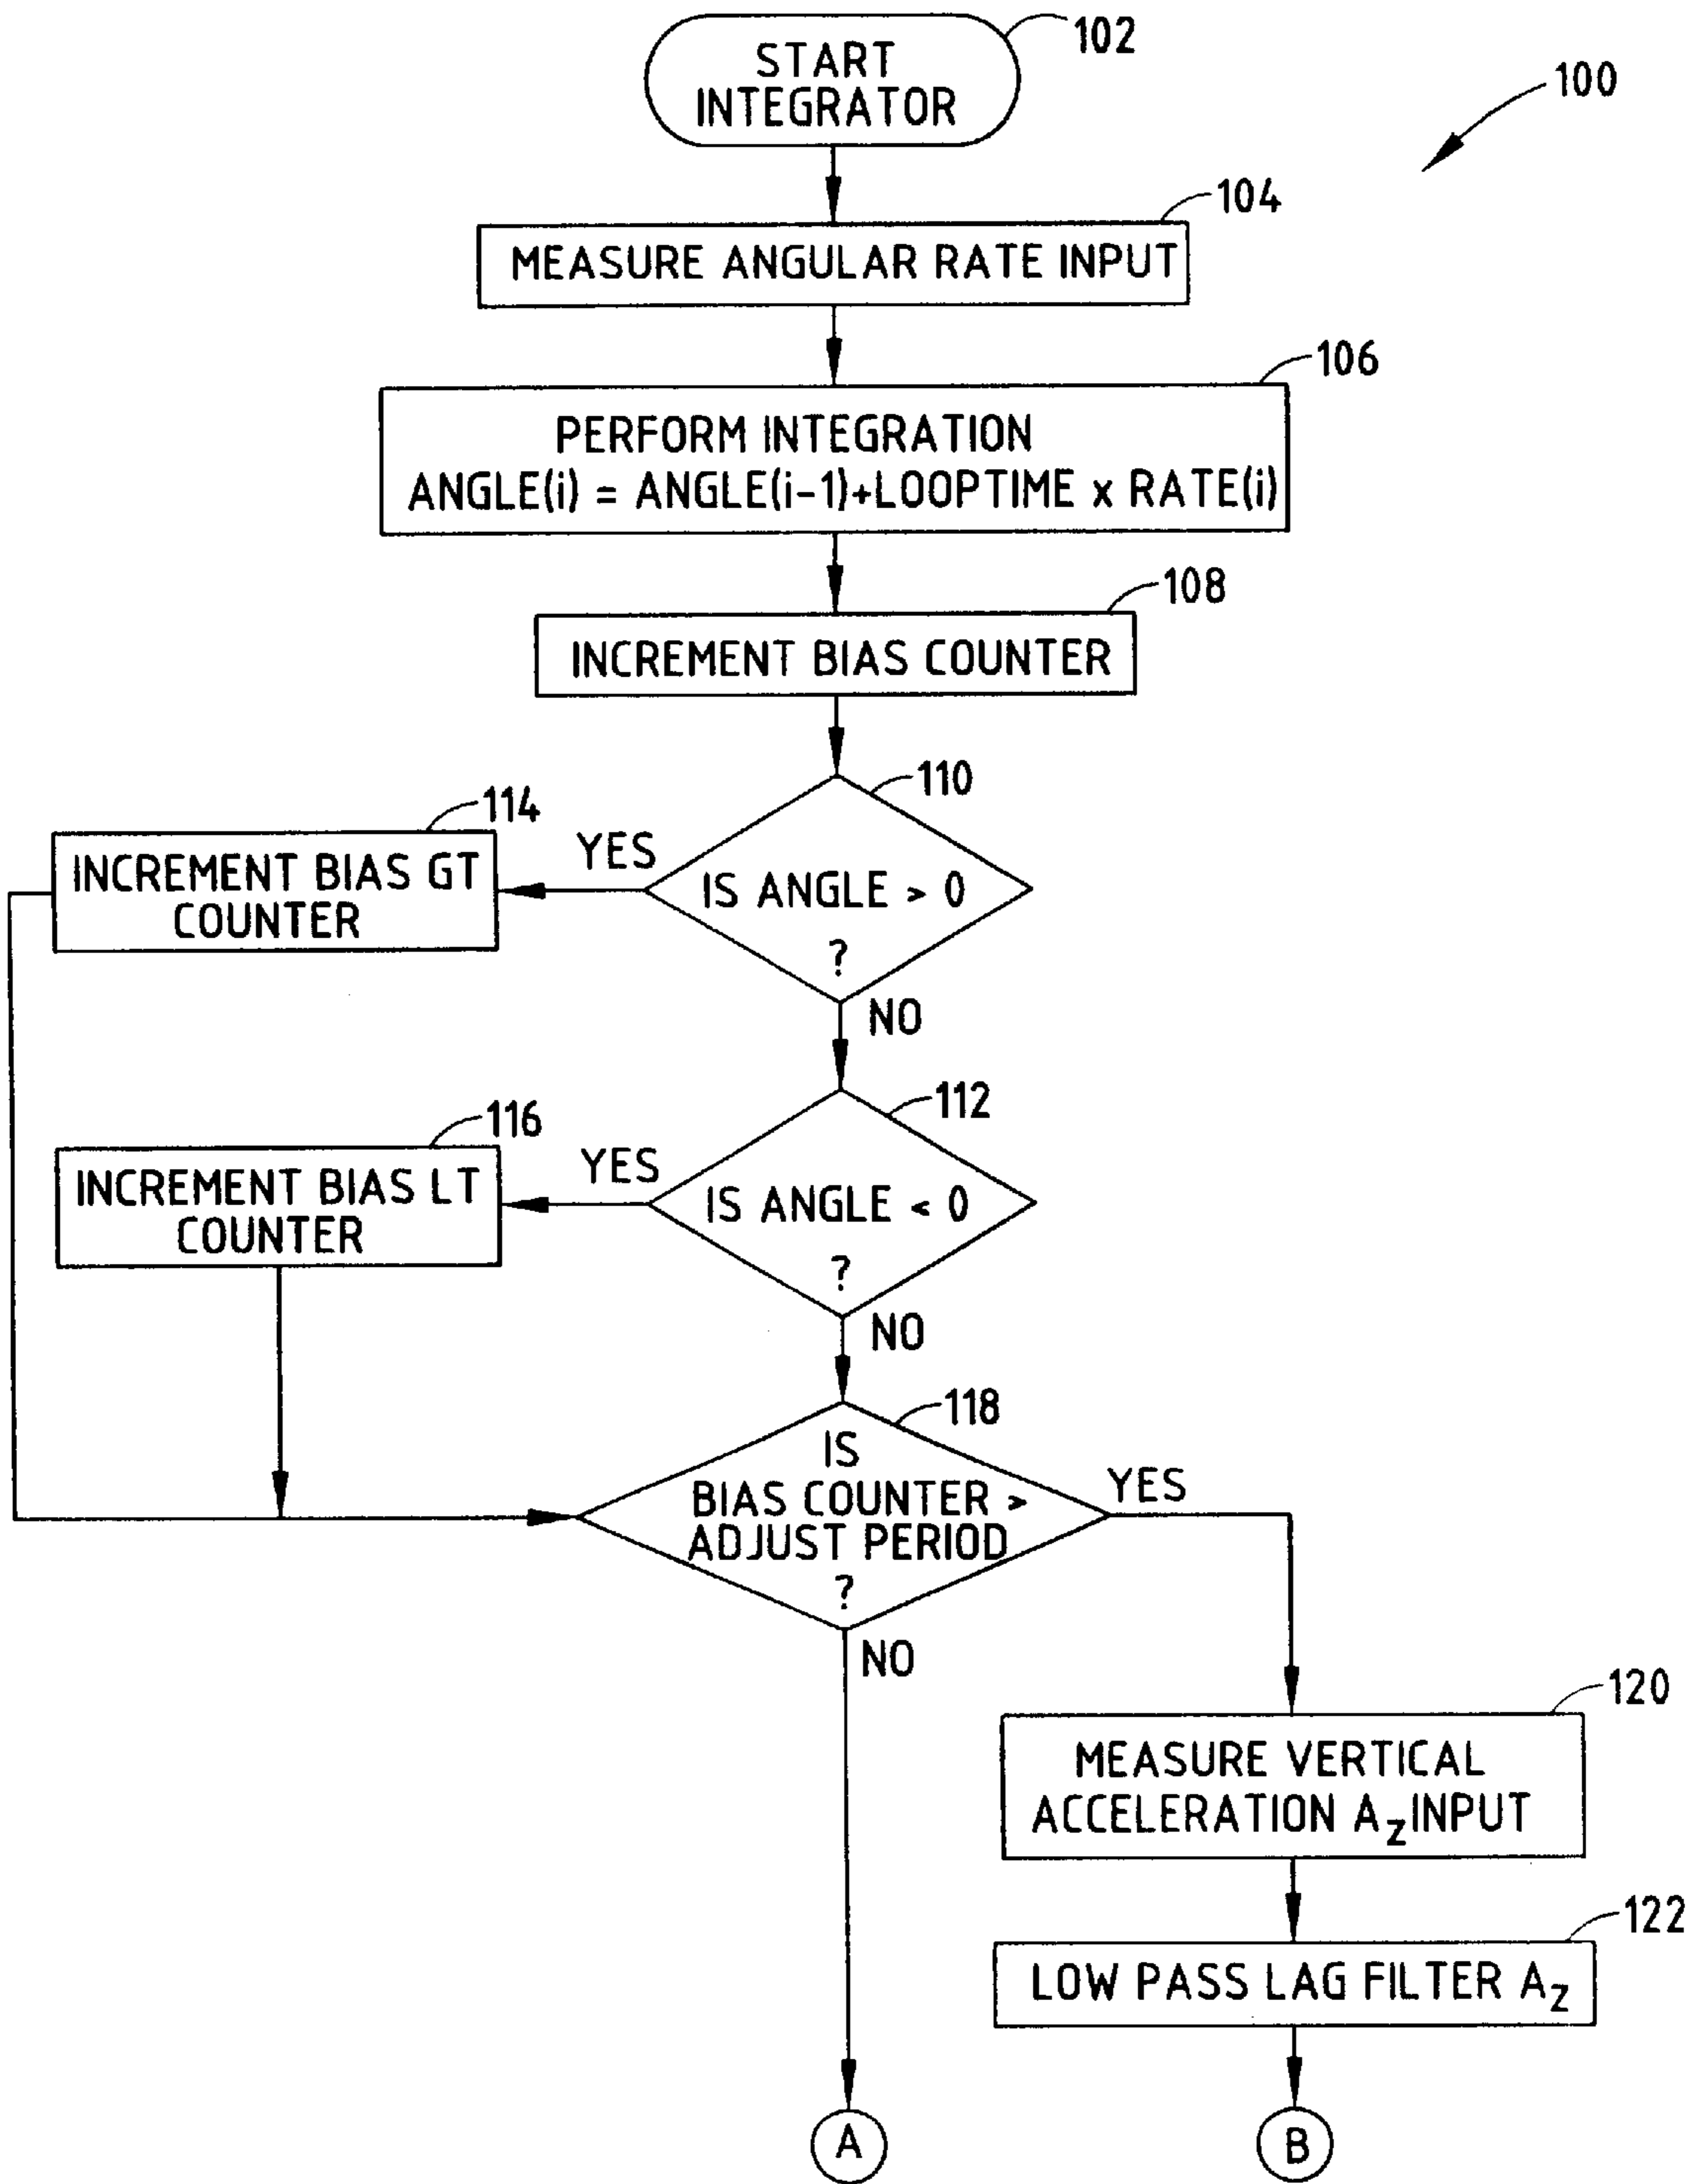 START
INTEGRATOR
102
100
104
MEASURE ANGULAR RATE INPUT
106
PERFORM INTEGRATION
ANGLE(i) = ANGLE(i-1)+LOOPTIME x RATE(i)
108
INCREMENT BIAS COUNTER
110
IS ANGLE > 0
?
YES
NO
114
INCREMENT BIAS GT
COUNTER
112
IS ANGLE < 0
?
YES
NO
116
INCREMENT BIAS LT
COUNTER
118
IS
BIAS COUNTER >
ADJUST PERIOD
?
YES
NO
120
MEASURE VERTICAL
ACCELERATION AZ INPUT
122
LOW PASS LAG FILTER AZ
A
B